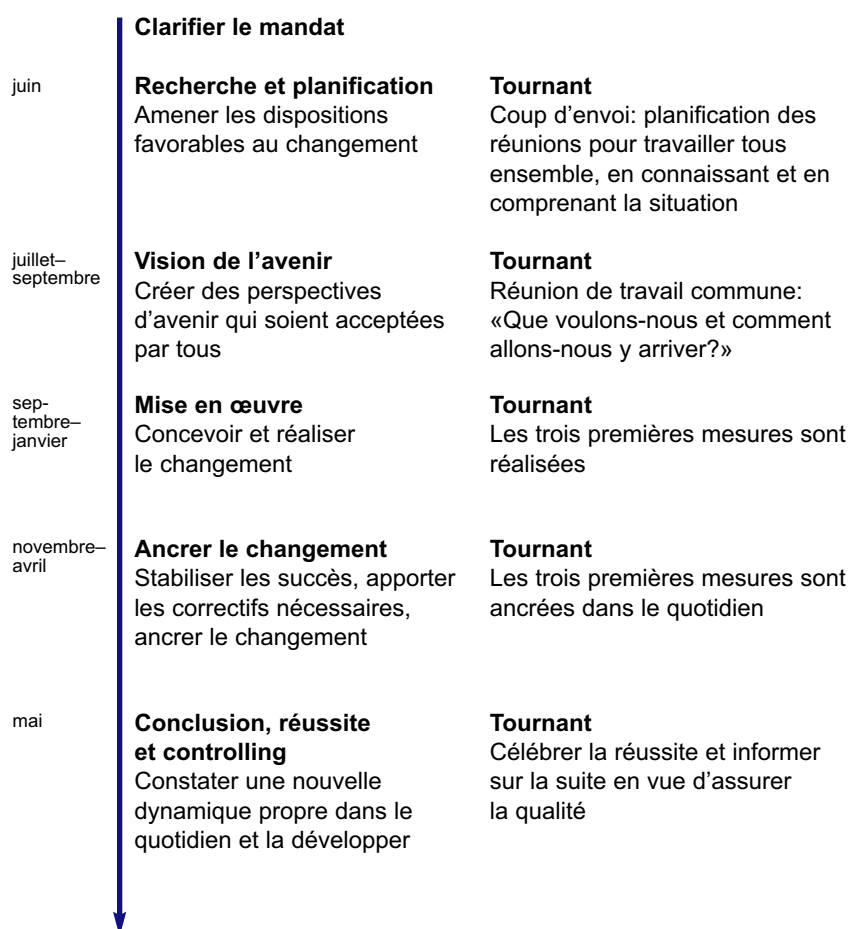 Clarifier le mandat
juin
Recherche et planification
Amener les dispositions
favorables au changement
Tournant
Coup d'envoi: planification des
réunions pour travailler tous
ensemble, en connaissant et en
comprenant la situation
juillet–
septembre
Vision de l'avenir
Créer des perspectives
d'avenir qui soient acceptées
par tous
Tournant
Réunion de travail commune:
«Que voulons-nous et comment
allons-nous y arriver?»
sep-
tembre–
janvier
Mise en œuvre
Concevoir et réaliser
le changement
Tournant
Les trois premières mesures sont
réalisées
novembre–
avril
Ancrer le changement
Stabiliser les succès, apporter
les correctifs nécessaires,
ancrer le changement
Tournant
Les trois premières mesures sont
ancrées dans le quotidien
mai
Conclusion, réussite
et controlling
Constater une nouvelle
dynamique propre dans le
quotidien et la développer
Tournant
Célébrer la réussite et informer
sur la suite en vue d'assurer
la qualité